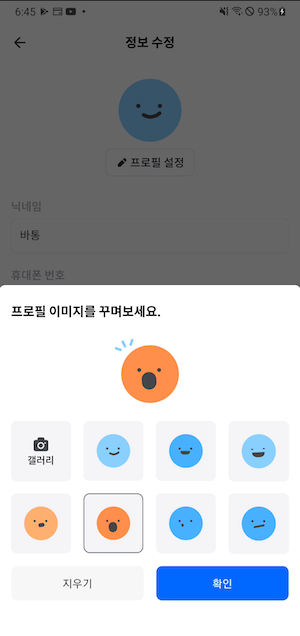 6:45
93%
정보 수정
프로필 설정
닉네임
바통
휴대폰 번호
프로필 이미지를 꾸며보세요.
갤러리
지우기
확인